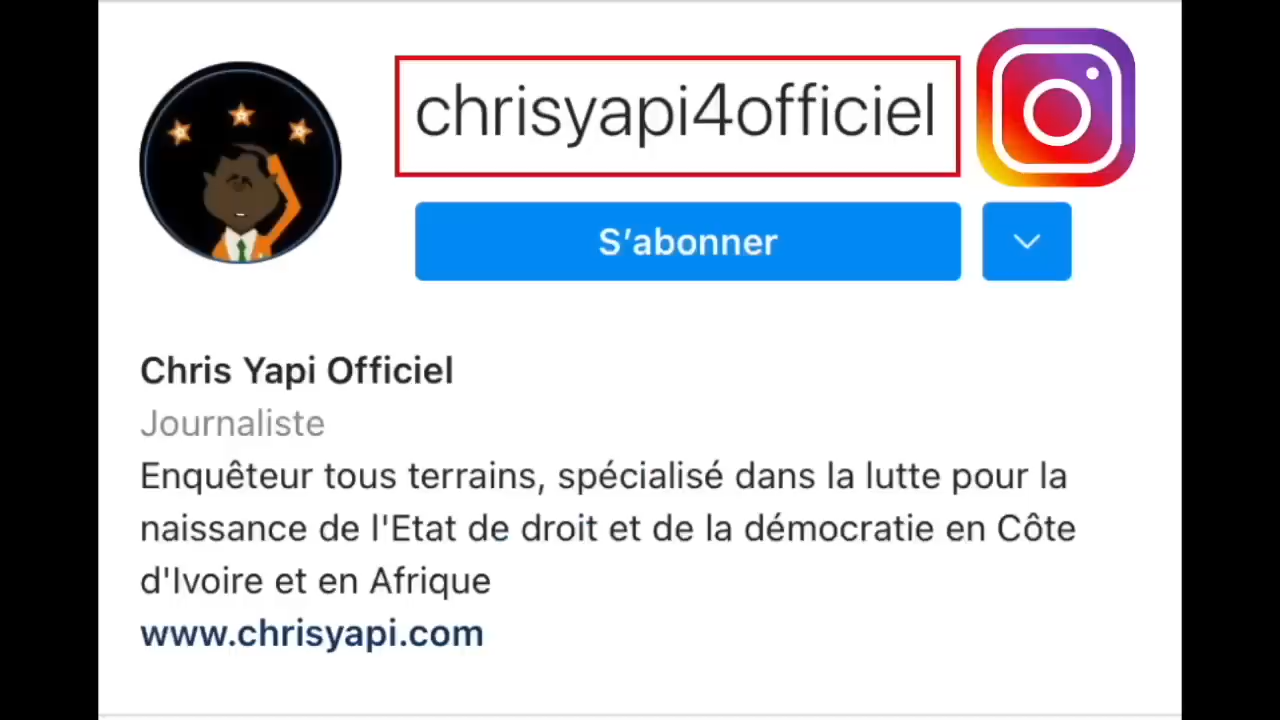 chrisyapi4officiel
S’abonner
Chris Yapi Officiel
Journaliste
Enquêteur tous terrains, spécialisé dans la lutte pour la
naissance de l'Etat de droit et de la démocratie en Côte
d'Ivoire et en Afrique
www.chrisyapi.com